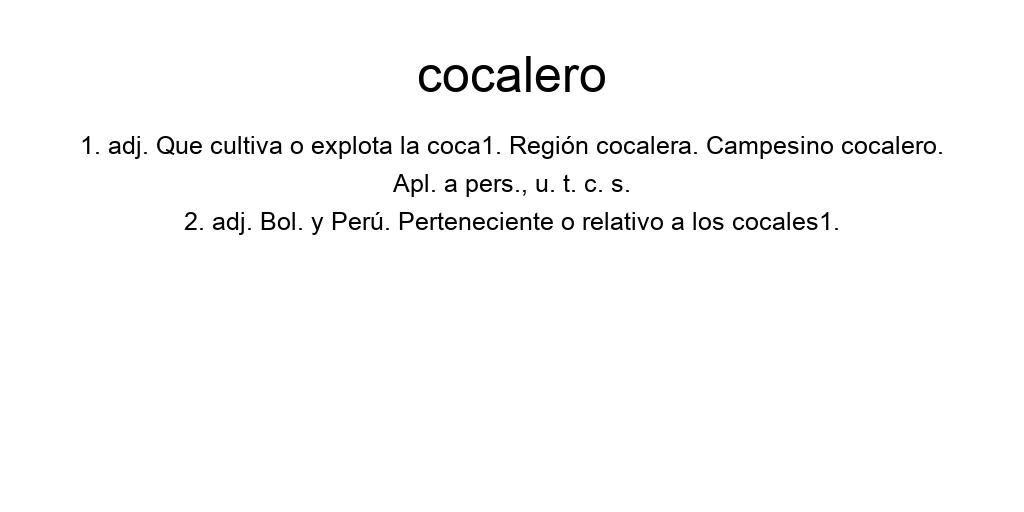 cocalero
1. adj. Que cultiva o explota la coca1. Región cocalera. Campesino cocalero.
Apl. a pers., u. t. c. s.
2. adj. Bol. y Perú. Perteneciente o relativo a los cocales1.